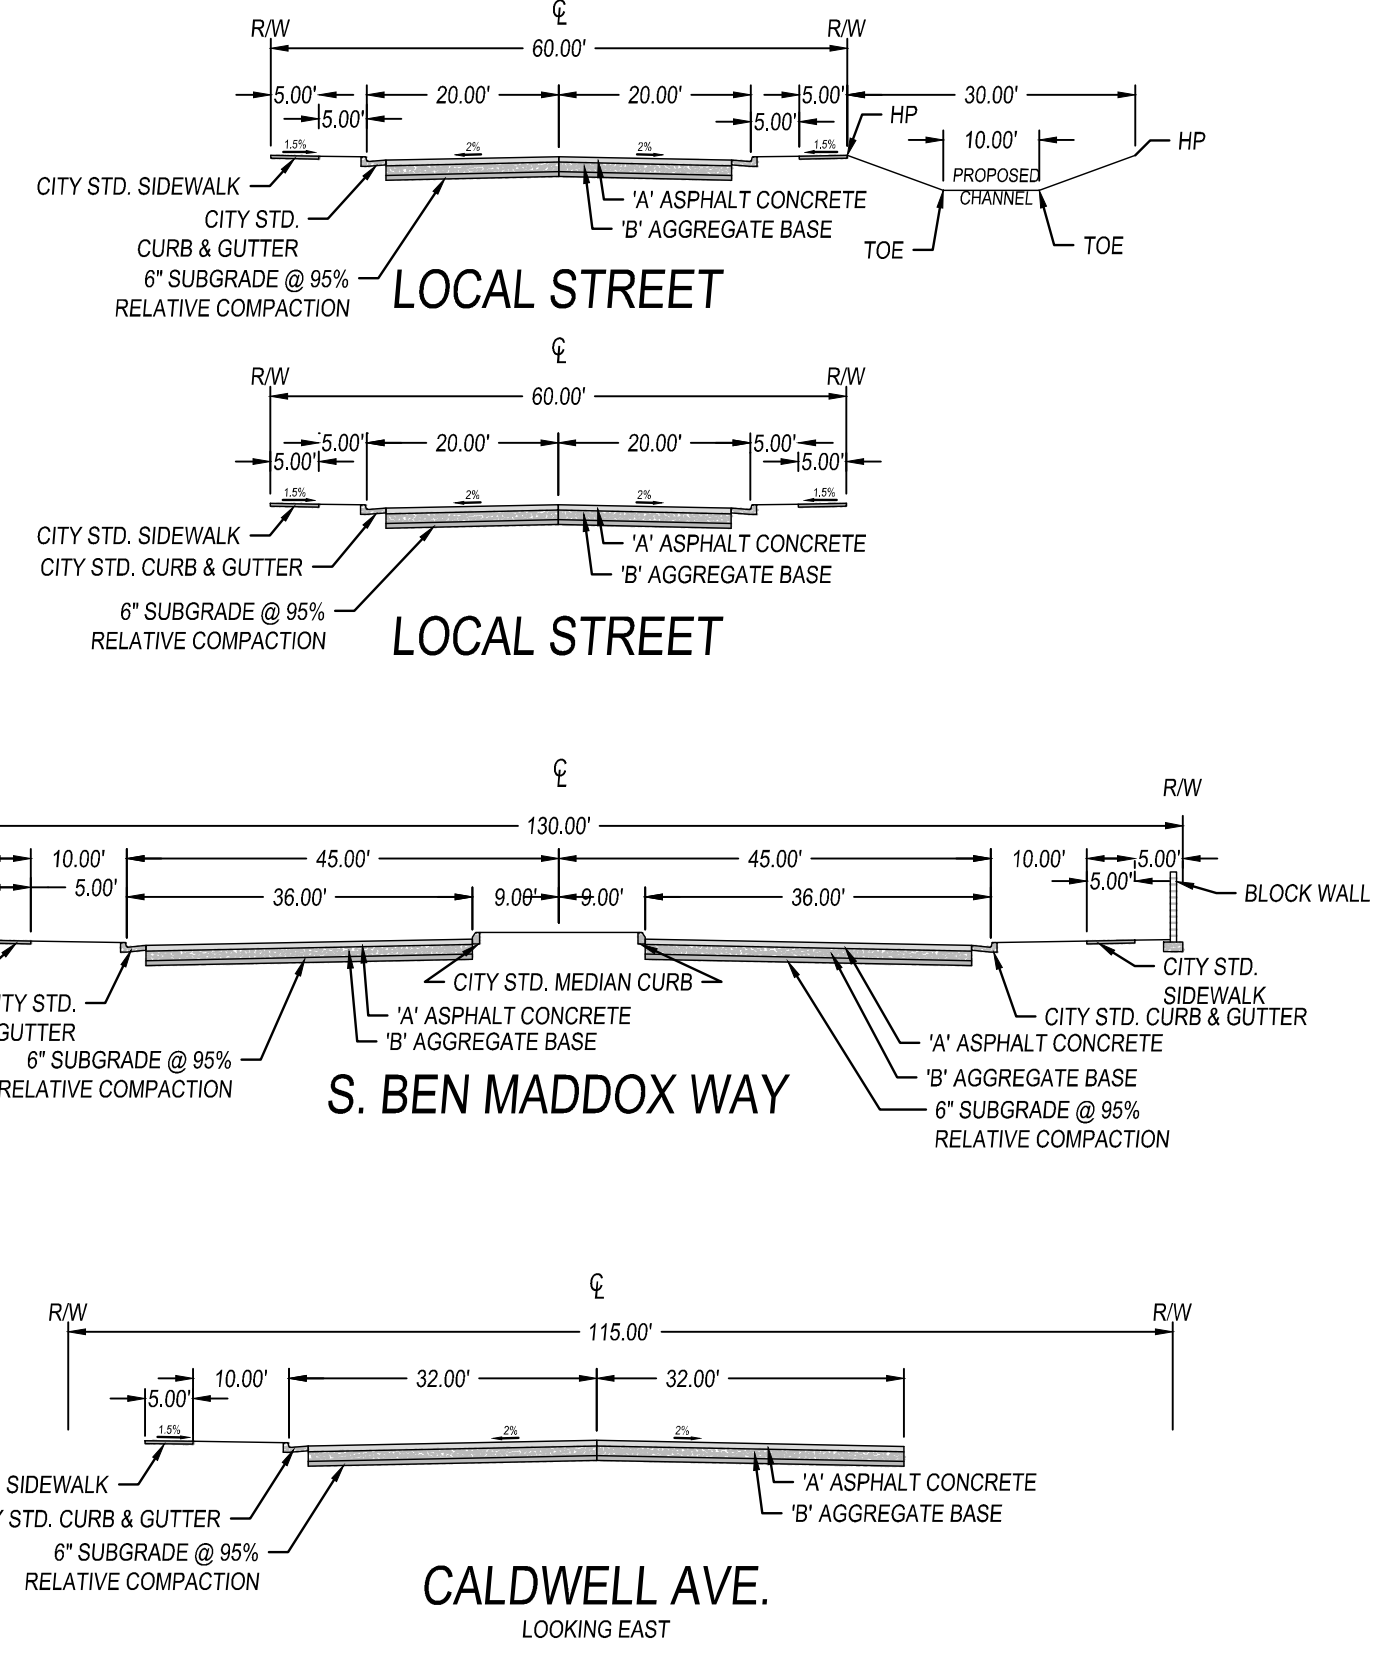 ℄
R/W R/W
60.00'
5.00' 20.00' 20.00' 5.00' 30.00'
5.00' 5.00' HP 10.00' HP
1.5% 2% 2% 1.5%
PROPOSED
CHANNEL
CITY STD. SIDEWALK 'A' ASPHALT CONCRETE
CITY STD.
CURB & GUTTER 'B' AGGREGATE BASE
TOE TOE
6" SUBGRADE @ 95%
RELATIVE COMPACTION
LOCAL STREET
℄
R/W R/W
60.00'
5.00' 20.00' 20.00' 5.00'
5.00' 5.00'
1.5% 2% 2% 1.5%
CITY STD. SIDEWALK 'A' ASPHALT CONCRETE
CITY STD. CURB & GUTTER 'B' AGGREGATE BASE
6" SUBGRADE @ 95%
RELATIVE COMPACTION
LOCAL STREET
℄
R/W
130.00'
10.00' 45.00' 45.00' 10.00' 5.00'
5.00' 36.00' 9.00' 9.00' 36.00' 5.00'
BLOCK WALL
CITY STD. MEDIAN CURB
CITY STD.
SIDEWALK
TY STD.
GUTTER
'A' ASPHALT CONCRETE
'B' AGGREGATE BASE
CITY STD. CURB & GUTTER
'A' ASPHALT CONCRETE
6" SUBGRADE @ 95%
RELATIVE COMPACTION
'B' AGGREGATE BASE
6" SUBGRADE @ 95%
RELATIVE COMPACTION
S. BEN MADDOX WAY
℄
R/W R/W
115.00'
10.00' 32.00' 32.00'
5.00'
1.5% 2% 2%
SIDEWALK 'A' ASPHALT CONCRETE
Y STD. CURB & GUTTER 'B' AGGREGATE BASE
6" SUBGRADE @ 95%
RELATIVE COMPACTION
CALDWELL AVE.
LOOKING EAST